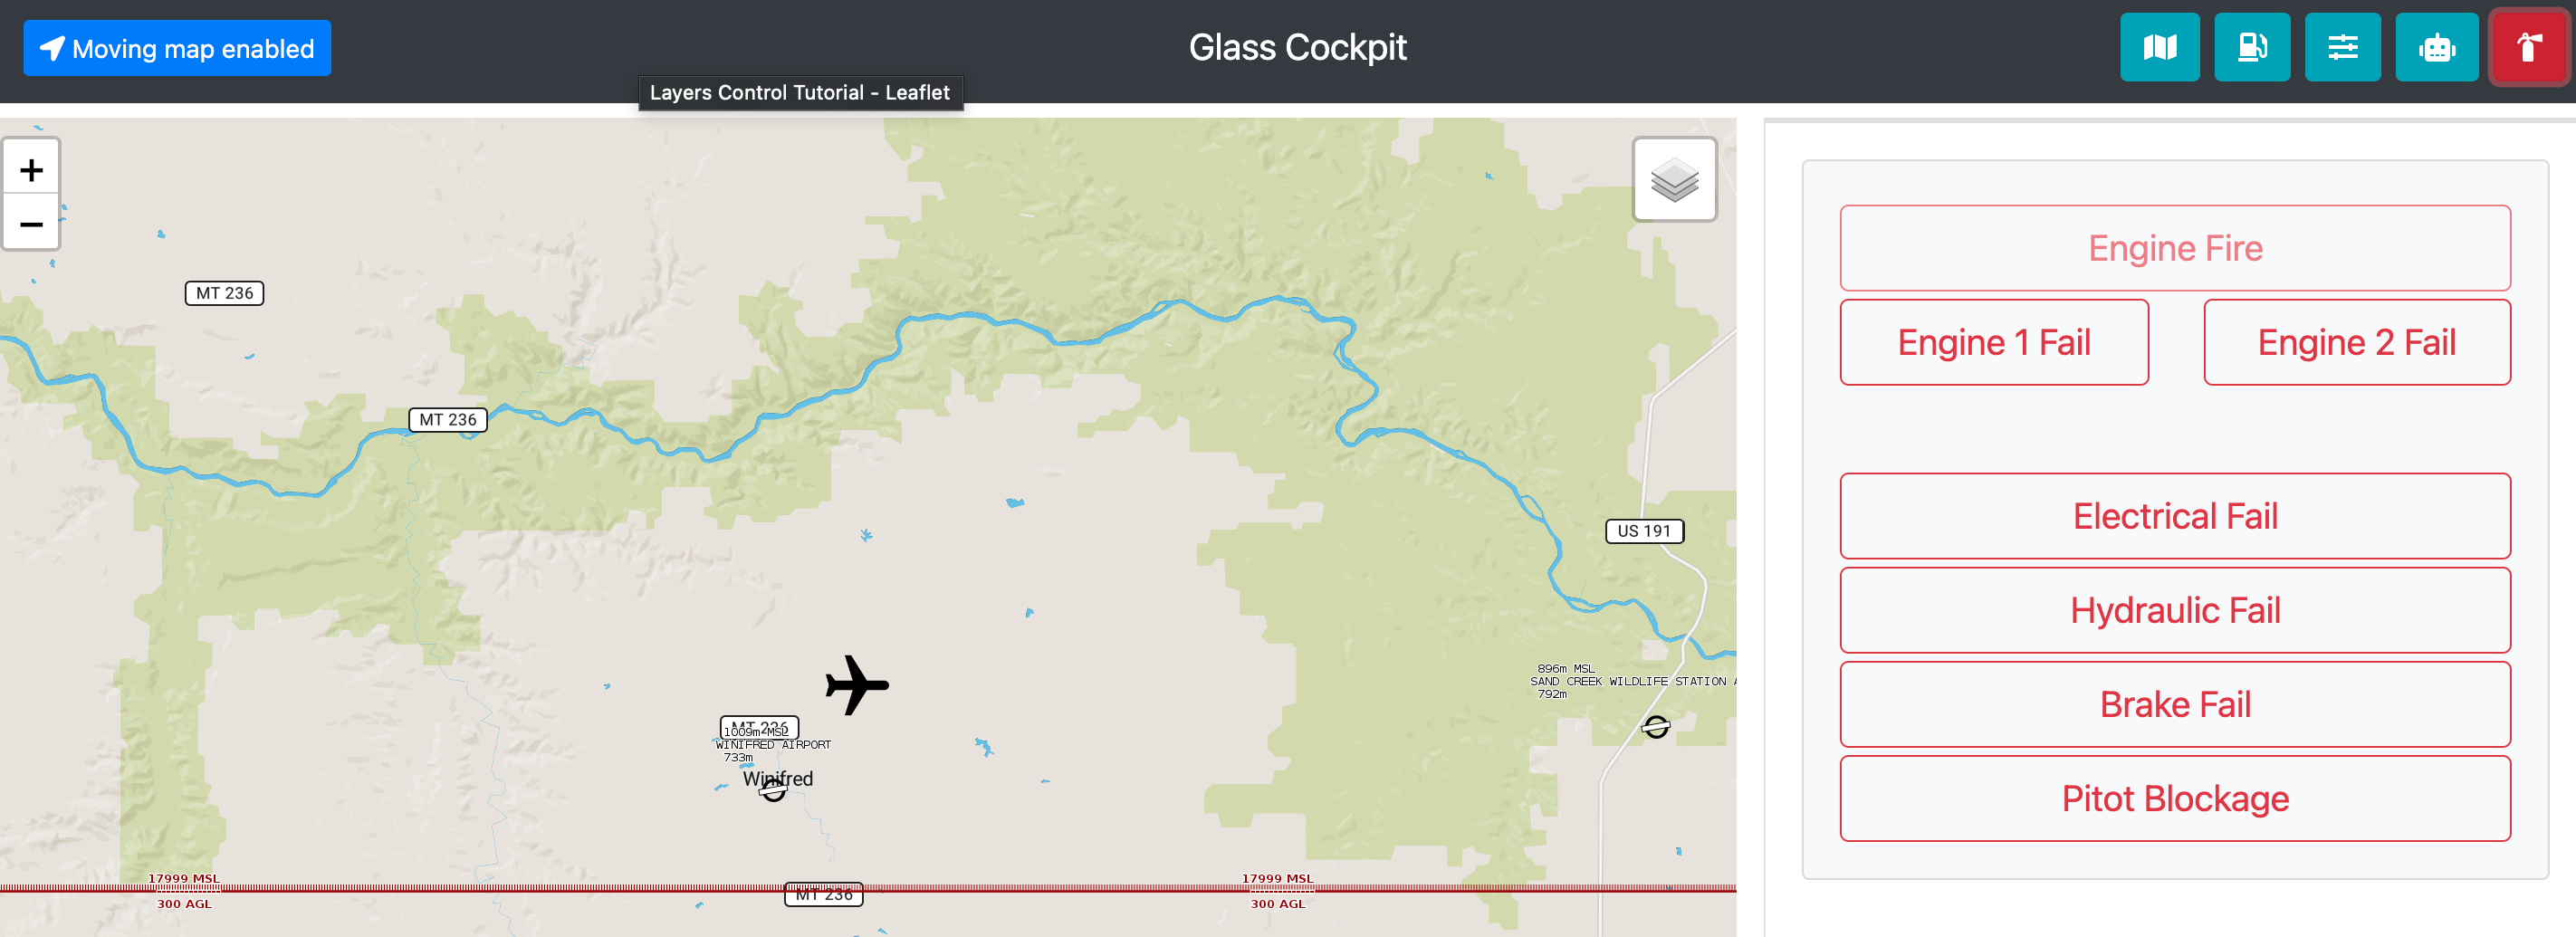 Moving map enabled
Glass Cockpit
Layers Control Tutorial - Leaflet
+
−
MT 236
MT 236
US 191
896m MSL
SAND CREEK WILDLIFE STATION
792m
MT 236
1009m MSL
WINIFRED AIRPORT
733m
Winifred
17999 MSL
300 AGL
17999 MSL
300 AGL
MT 236
Engine Fire
Engine 1 Fail
Engine 2 Fail
Electrical Fail
Hydraulic Fail
Brake Fail
Pitot Blockage